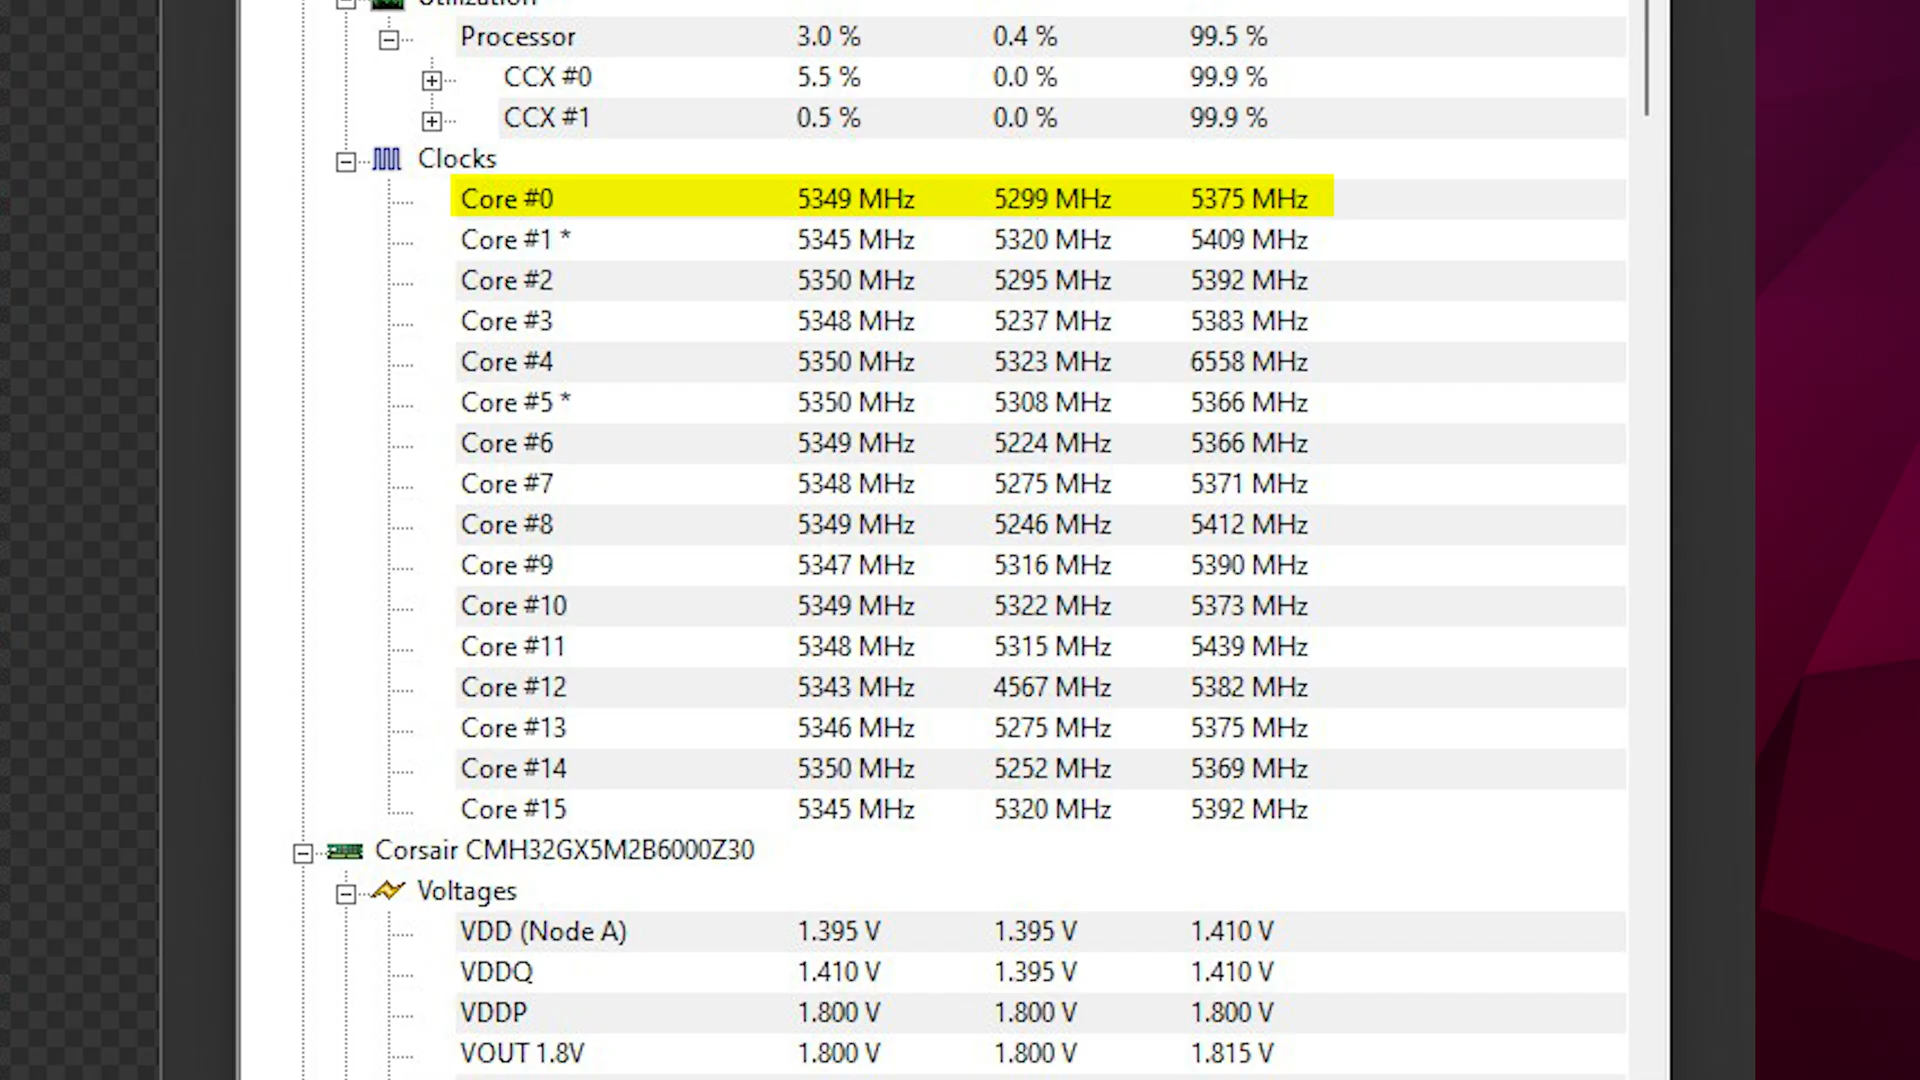 Utilization
Processor 3.0 % 0.4 % 99.5 %
CCX #0 5.5 % 0.0 % 99.9 %
CCX #1 0.5 % 0.0 % 99.9 %
Clocks
Core #0 5349 MHz 5299 MHz 5375 MHz
Core #1 * 5345 MHz 5320 MHz 5409 MHz
Core #2 5350 MHz 5295 MHz 5392 MHz
Core #3 5348 MHz 5237 MHz 5383 MHz
Core #4 5350 MHz 5323 MHz 6558 MHz
Core #5 * 5350 MHz 5308 MHz 5366 MHz
Core #6 5349 MHz 5224 MHz 5366 MHz
Core #7 5348 MHz 5275 MHz 5371 MHz
Core #8 5349 MHz 5246 MHz 5412 MHz
Core #9 5347 MHz 5316 MHz 5390 MHz
Core #10 5349 MHz 5322 MHz 5373 MHz
Core #11 5348 MHz 5315 MHz 5439 MHz
Core #12 5343 MHz 4567 MHz 5382 MHz
Core #13 5346 MHz 5275 MHz 5375 MHz
Core #14 5350 MHz 5252 MHz 5369 MHz
Core #15 5345 MHz 5320 MHz 5392 MHz
Corsair CMH32GX5M2B6000Z30
Voltages
VDD (Node A) 1.395 V 1.395 V 1.410 V
VDDQ 1.410 V 1.395 V 1.410 V
VDDP 1.800 V 1.800 V 1.800 V
VOUT 1.8V 1.800 V 1.800 V 1.815 V